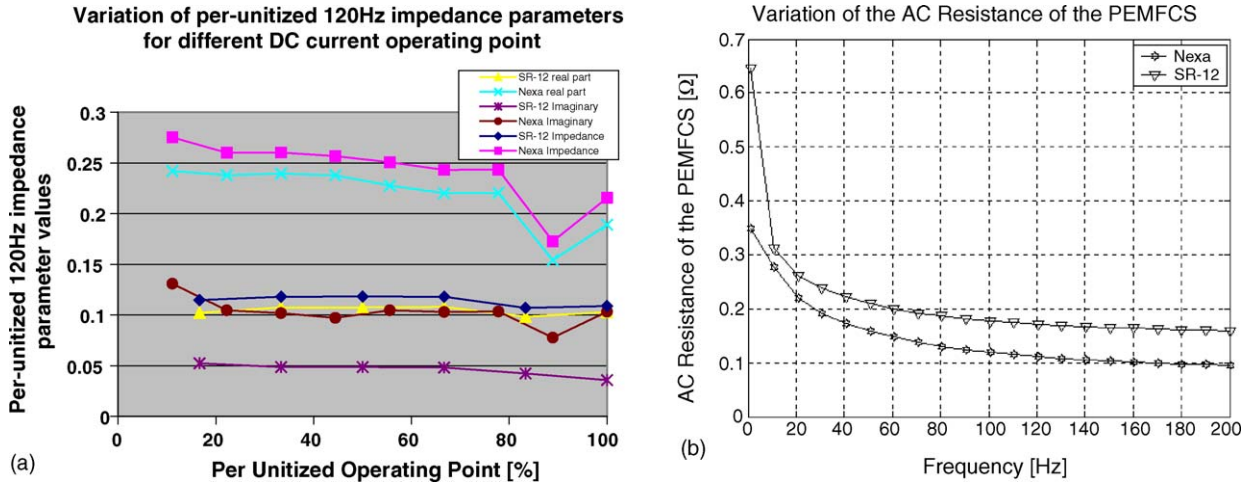 Variation of per-unitized 120Hz impedance parameters
for different DC current operating point
SR-12 real part
Nexa real part
SR-12 Imaginary
Nexa Imaginary
SR-12 Impedance
Nexa Impedance
Per-unitized 120Hz impedance
parameter values
0.3
0.25
0.2
0.15
0.1
0.05
0
0 20 40 60 80 100
Per Unitized Operating Point [%]
(a)
Variation of the AC Resistance of the PEMFCS
Nexa
SR-12
AC Resistance of the PEMFCS [Ω]
0.7
0.6
0.5
0.4
0.3
0.2
0.1
0
0 20 40 60 80 100 120 140 160 180 200
Frequency [Hz]
(b)